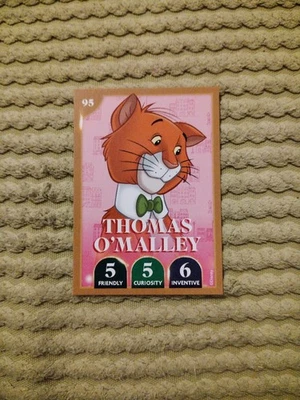 95
THOMAS
O'MALLEY
5
FRIENDLY
5
CURIOSITY
6
INVENTIVE